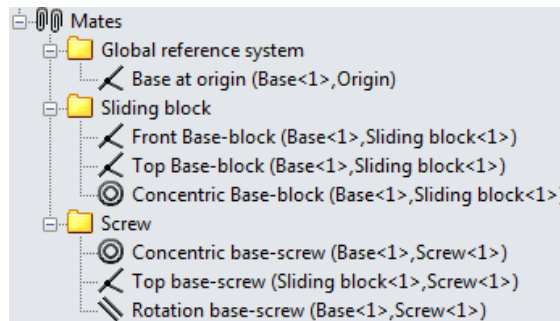 Mates
Global reference system
Base at origin (Base<1>,Origin)
Sliding block
Front Base-block (Base<1>,Sliding block<1>)
Top Base-block (Base<1>,Sliding block<1>)
Concentric Base-block (Base<1>,Sliding block<1>)
Screw
Concentric base-screw (Base<1>,Screw<1>)
Top base-screw (Sliding block<1>,Screw<1>)
Rotation base-screw (Base<1>,Screw<1>)